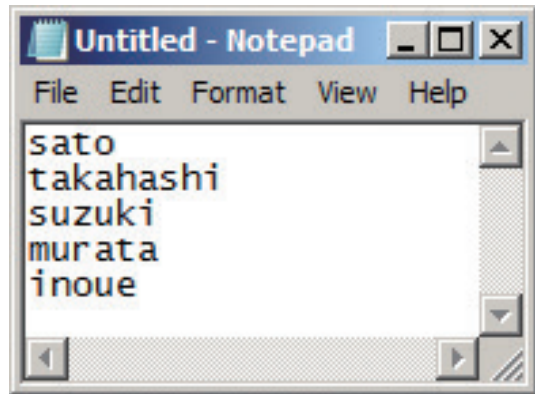 Untitled - Notepad
File Edit Format View Help
sato
takahashi
suzuki
murata
inoue